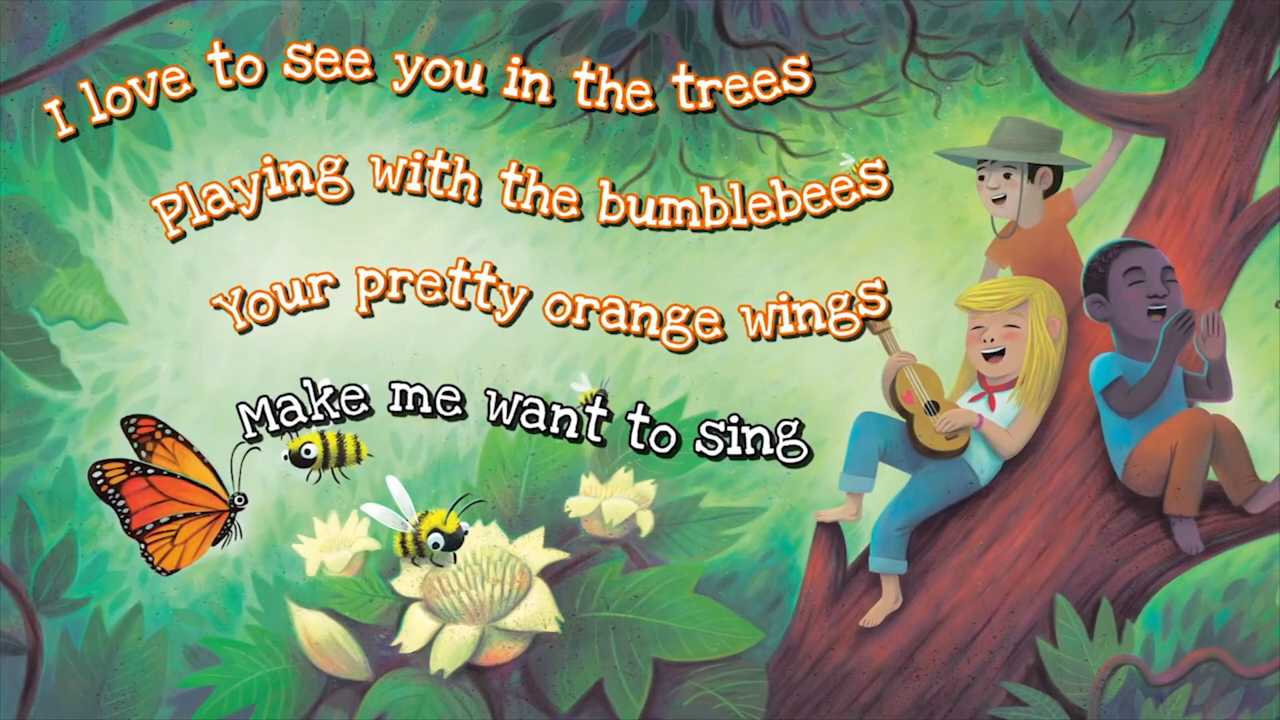 I love to see you in the trees
Playing with the bumblebees
Your pretty orange wings
Make me want to sing